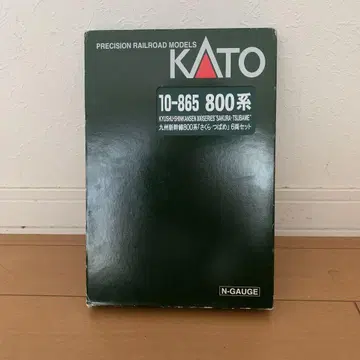 PRECISION RAILROAD MODELS
KATO
10-865 800系
KYUSHU SHINKANSEN 800SERIES "SAKURA・TSUBAME"
九州新幹線800系「さくら つばめ」6両セット
N-GAUGE